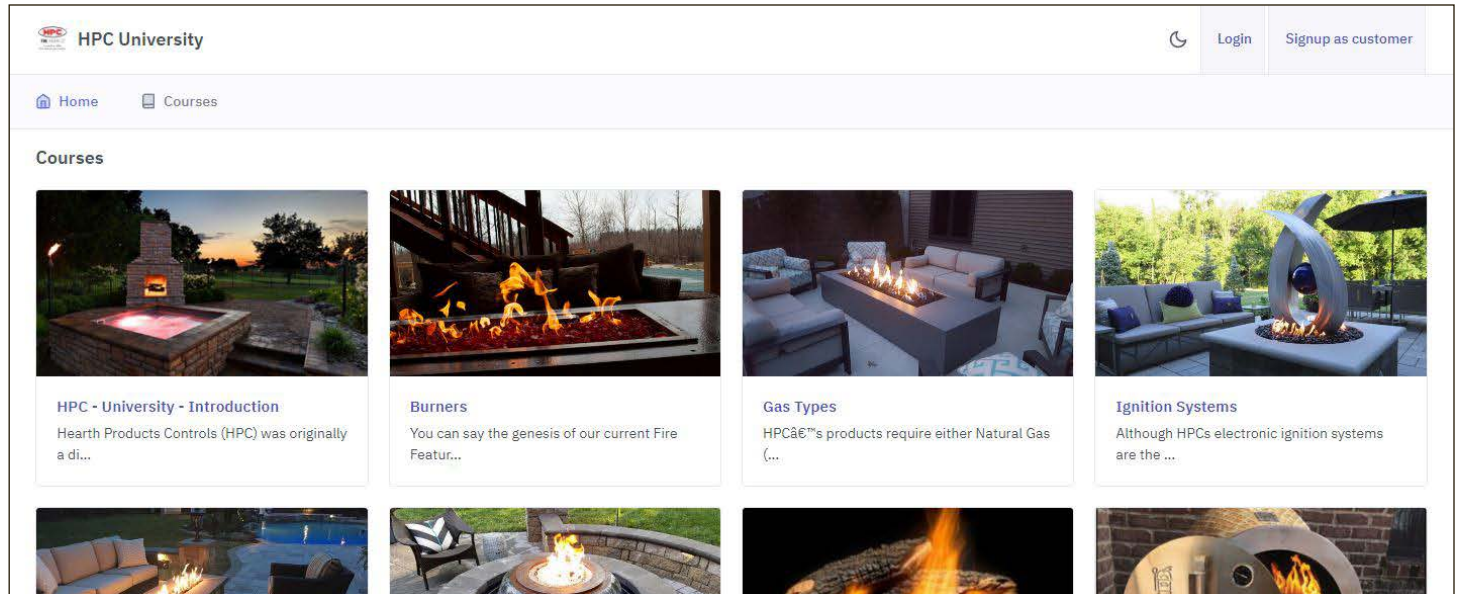 HPC
HPC University
Login
Signup as customer
Home
Courses
Courses
HPC - University - Introduction
Hearth Products Controls (HPC) was originally
a di...
Burners
You can say the genesis of our current Fire
Featur...
Gas Types
HPCâ€™s products require either Natural Gas
(...
Ignition Systems
Although HPCs electronic ignition systems
are the ...